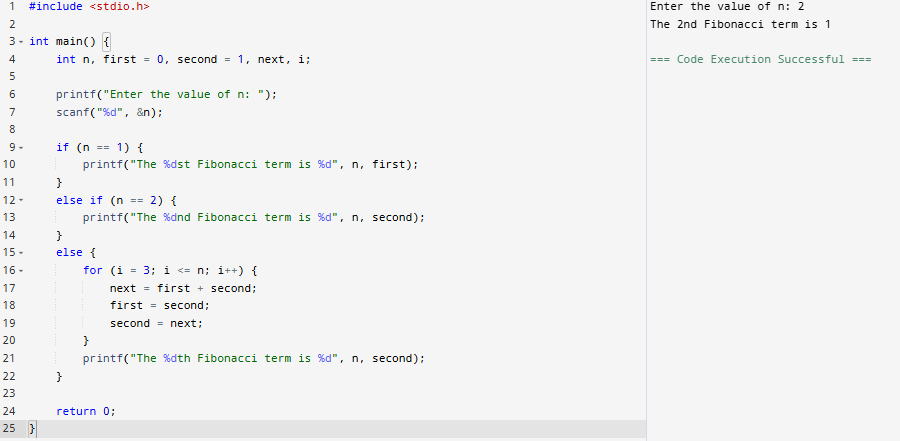 1 #include <stdio.h>
2
3 int main() {
4     int n, first = 0, second = 1, next, i;
5
6     printf("Enter the value of n: ");
7     scanf("%d", &n);
8
9     if (n == 1) {
10         printf("The %dst Fibonacci term is %d", n, first);
11     }
12     else if (n == 2) {
13         printf("The %dnd Fibonacci term is %d", n, second);
14     }
15     else {
16         for (i = 3; i <= n; i++) {
17             next = first + second;
18             first = second;
19             second = next;
20         }
21         printf("The %dth Fibonacci term is %d", n, second);
22     }
23
24     return 0;
25 }
Enter the value of n: 2
The 2nd Fibonacci term is 1
=== Code Execution Successful ===